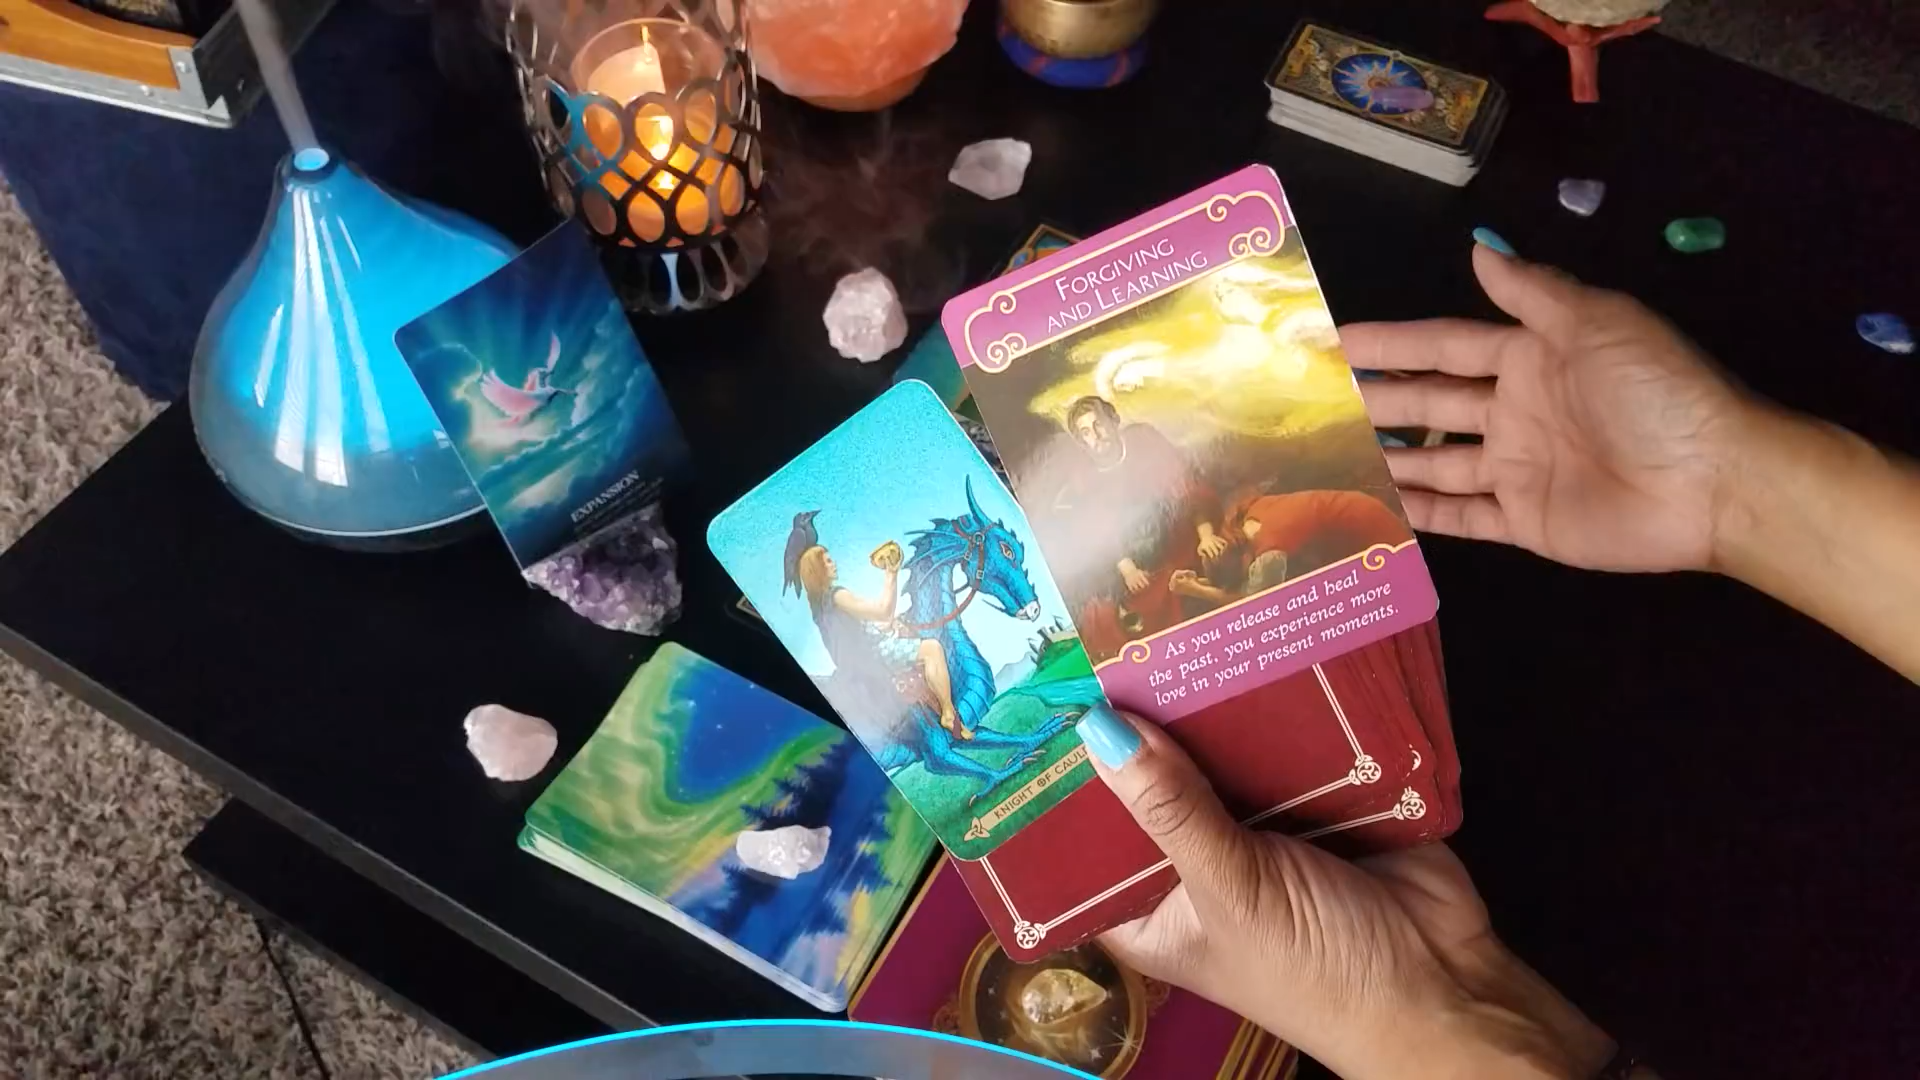 FORGIVING
AND LEARNING
As you release and heal
the past, you experience more
love in your present moments.
EXPANSION
KNIGHT OF